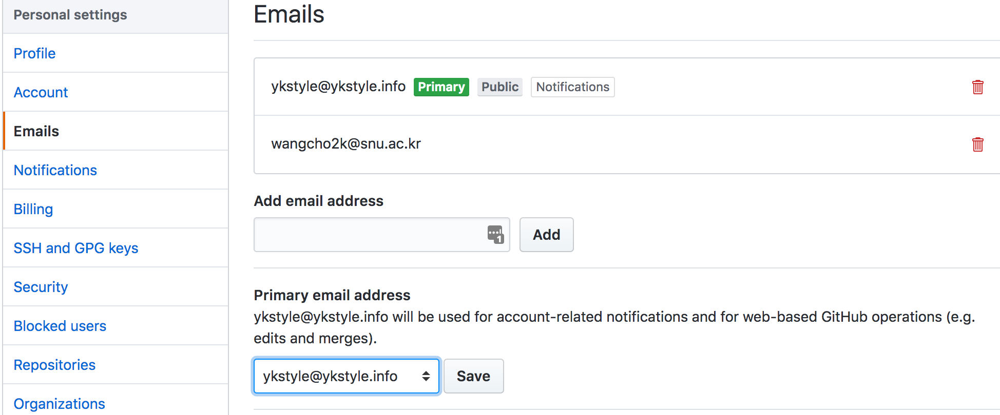 Personal settings
Profile
Account
Emails
Notifications
Billing
SSH and GPG keys
Security
Blocked users
Repositories
Organizations
Emails
ykstyle@ykstyle.info Primary Public Notifications
wangcho2k@snu.ac.kr
Add email address
1
Add
Primary email address
ykstyle@ykstyle.info will be used for account-related notifications and for web-based GitHub operations (e.g.
edits and merges).
ykstyle@ykstyle.info Save